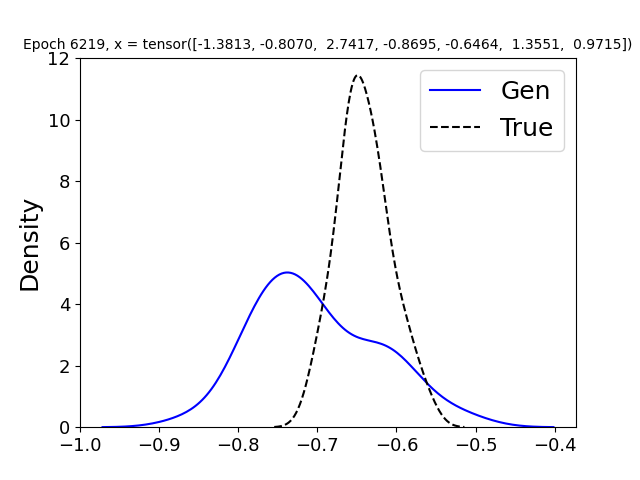 Epoch 6219, x = tensor([-1.3813, -0.8070,  2.7417, -0.8695, -0.6464,  1.3551,  0.9715])
12
10
8
6
4
2
0
Density
Gen
True
−1.0 −0.9 −0.8 −0.7 −0.6 −0.5 −0.4